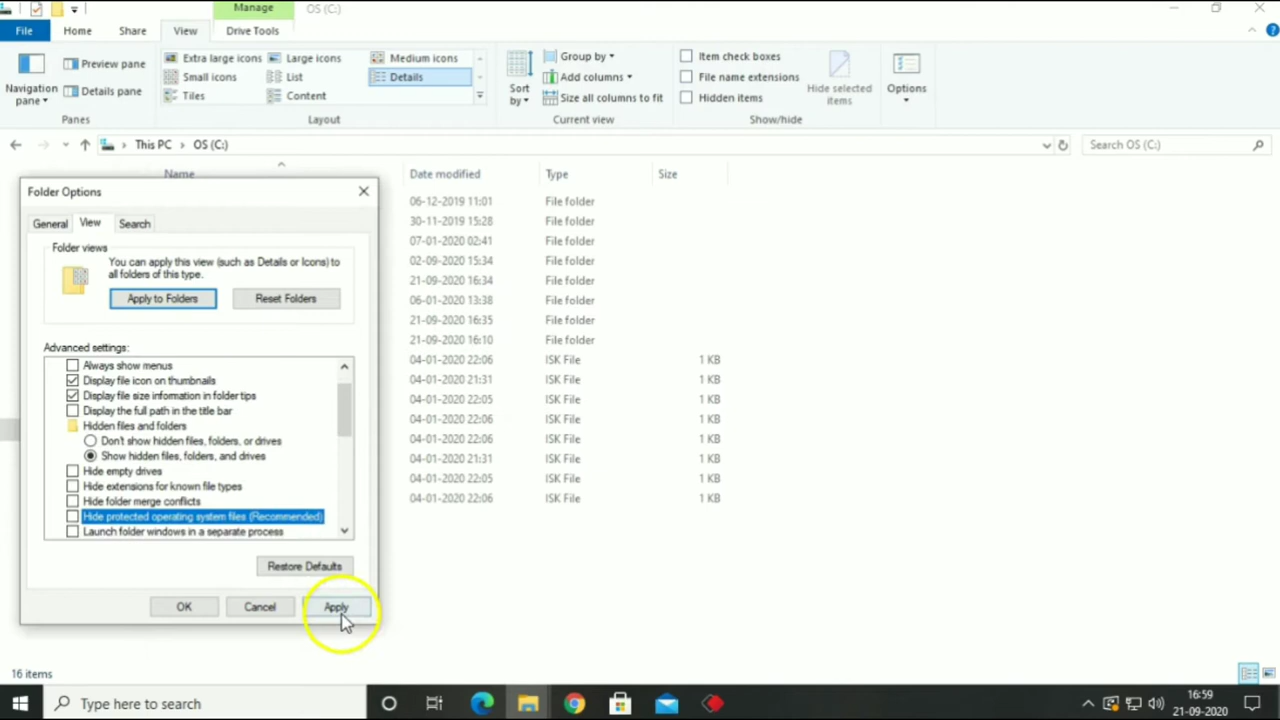 Manage
OS (C:)
File
Home
Share
View
Drive Tools
Navigation pane
Preview pane
Details pane
Panes
Extra large icons
Large icons
Medium icons
Small icons
List
Details
Tiles
Content
Layout
Sort by
Group by
Add columns
Size all columns to fit
Current view
Item check boxes
File name extensions
Hidden items
Hide selected items
Show/hide
Options
This PC
OS (C:)
Search OS (C:)
Name
Date modified
Type
Size
06-12-2019 11:01 File folder
30-11-2019 15:28 File folder
07-01-2020 02:41 File folder
02-09-2020 15:34 File folder
21-09-2020 16:34 File folder
06-01-2020 13:38 File folder
21-09-2020 16:35 File folder
21-09-2020 16:10 File folder
04-01-2020 22:06 ISK File 1 KB
04-01-2020 21:31 ISK File 1 KB
04-01-2020 22:05 ISK File 1 KB
04-01-2020 22:06 ISK File 1 KB
04-01-2020 22:06 ISK File 1 KB
04-01-2020 21:31 ISK File 1 KB
04-01-2020 22:05 ISK File 1 KB
04-01-2020 22:06 ISK File 1 KB
Folder Options
General
View
Search
Folder views
You can apply this view (such as Details or Icons) to
all folders of this type.
Apply to Folders
Reset Folders
Advanced settings:
Always show menus
Display file icon on thumbnails
Display file size information in folder tips
Display the full path in the title bar
Hidden files and folders
Don't show hidden files, folders, or drives
Show hidden files, folders, and drives
Hide empty drives
Hide extensions for known file types
Hide folder merge conflicts
Hide protected operating system files (Recommended)
Launch folder windows in a separate process
Restore Defaults
OK
Cancel
Apply
16 items
Type here to search
16:59
21-09-2020